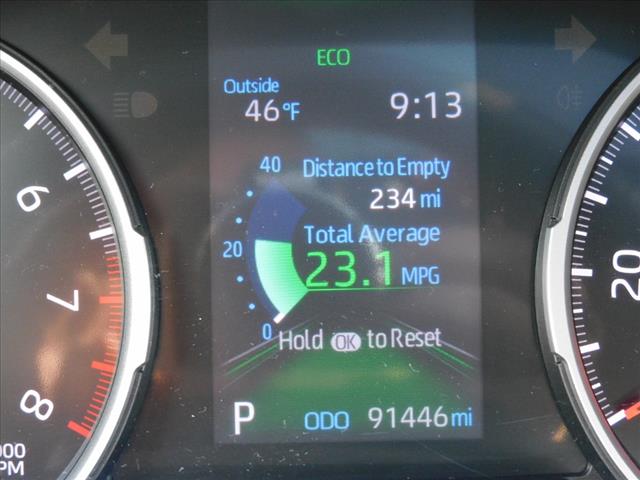 ECO
Outside
46°F
9:13
40
Distance to Empty
234 mi
20
Total Average
23.1 MPG
0
Hold OK to Reset
P
ODO 91446 mi
6
7
8
20